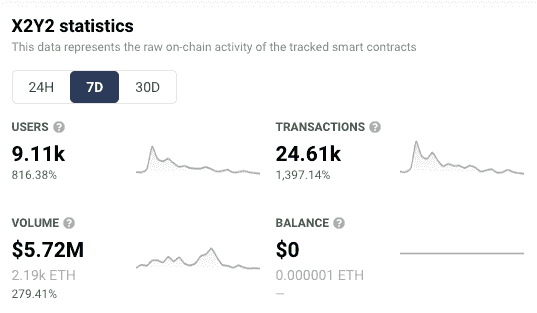 X2Y2 statistics
This data represents the raw on-chain activity of the tracked smart contracts
24H 7D 30D
USERS ?
9.11k
816.38%
TRANSACTIONS ?
24.61k
1,397.14%
VOLUME ?
$5.72M
2.19k ETH
279.41%
BALANCE ?
$0
0.000001 ETH
—